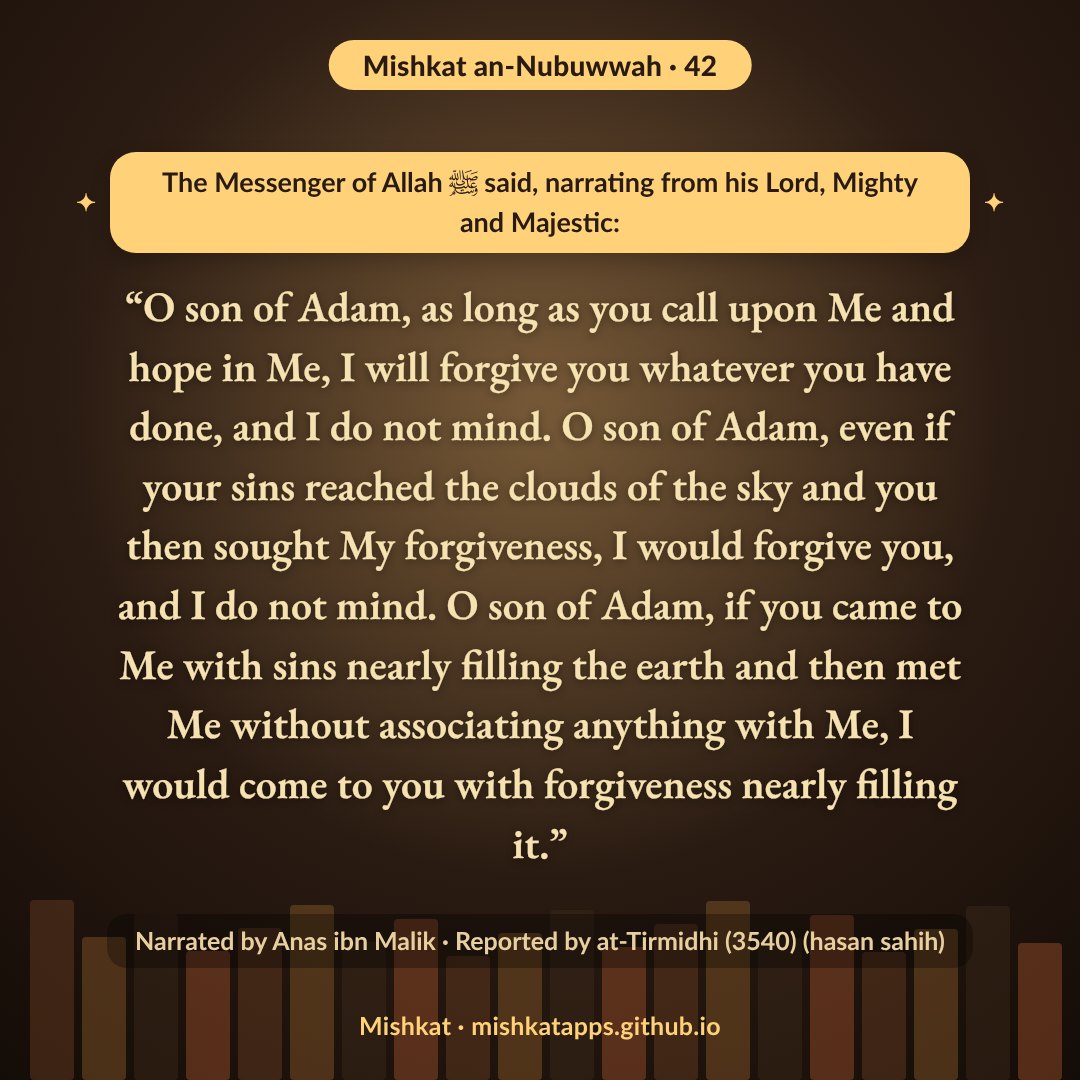 Mishkat an-Nubuwwah · 42
The Messenger of Allah ﷺ said, narrating from his Lord, Mighty
and Majestic:
“O son of Adam, as long as you call upon Me and
hope in Me, I will forgive you whatever you have
done, and I do not mind. O son of Adam, even if
your sins reached the clouds of the sky and you
then sought My forgiveness, I would forgive you,
and I do not mind. O son of Adam, if you came to
Me with sins nearly filling the earth and then met
Me without associating anything with Me, I
would come to you with forgiveness nearly filling
it.”
Narrated by Anas ibn Malik · Reported by at-Tirmidhi (3540) (hasan sahih)
Mishkat · mishkatapps.github.io